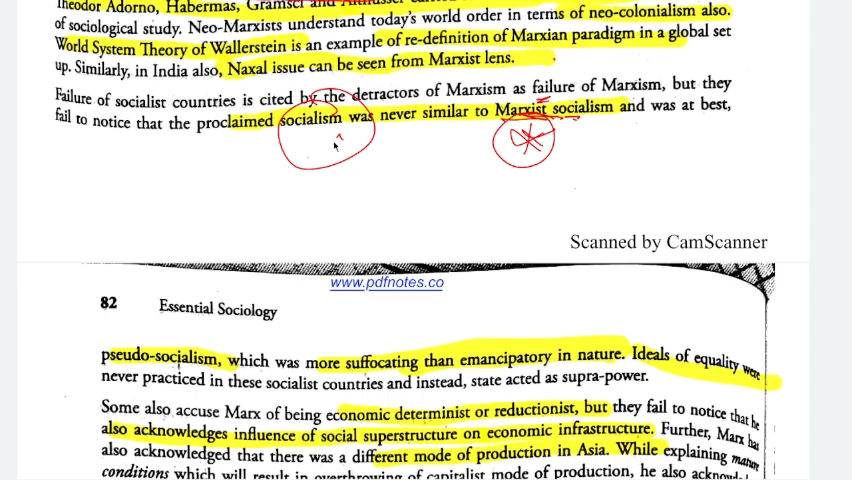 Theodor Adorno, Habermas, Gramsci and
of sociological study. Neo-Marxists understand today's world order in terms of neo-colonialism also.
World System Theory of Wallerstein is an example of re-definition of Marxian paradigm in a global set
up. Similarly, in India also, Naxal issue can be seen from Marxist lens.
Failure of socialist countries is cited by the detractors of Marxism as failure of Marxism, but they
fail to notice that the proclaimed socialism was never similar to Marxist socialism and was at best,
Scanned by CamScanner
www.pdfnotes.co
82 Essential Sociology
pseudo-socialism, which was more suffocating than emancipatory in nature. Ideals of equality were
never practiced in these socialist countries and instead, state acted as supra-power.
Some also accuse Marx of being economic determinist or reductionist, but they fail to notice that he
also acknowledges influence of social superstructure on economic infrastructure. Further, Marx has
also acknowledged that there was a different mode of production in Asia. While explaining mature
conditions which will result in overthrowing of capitalist mode of production, he also